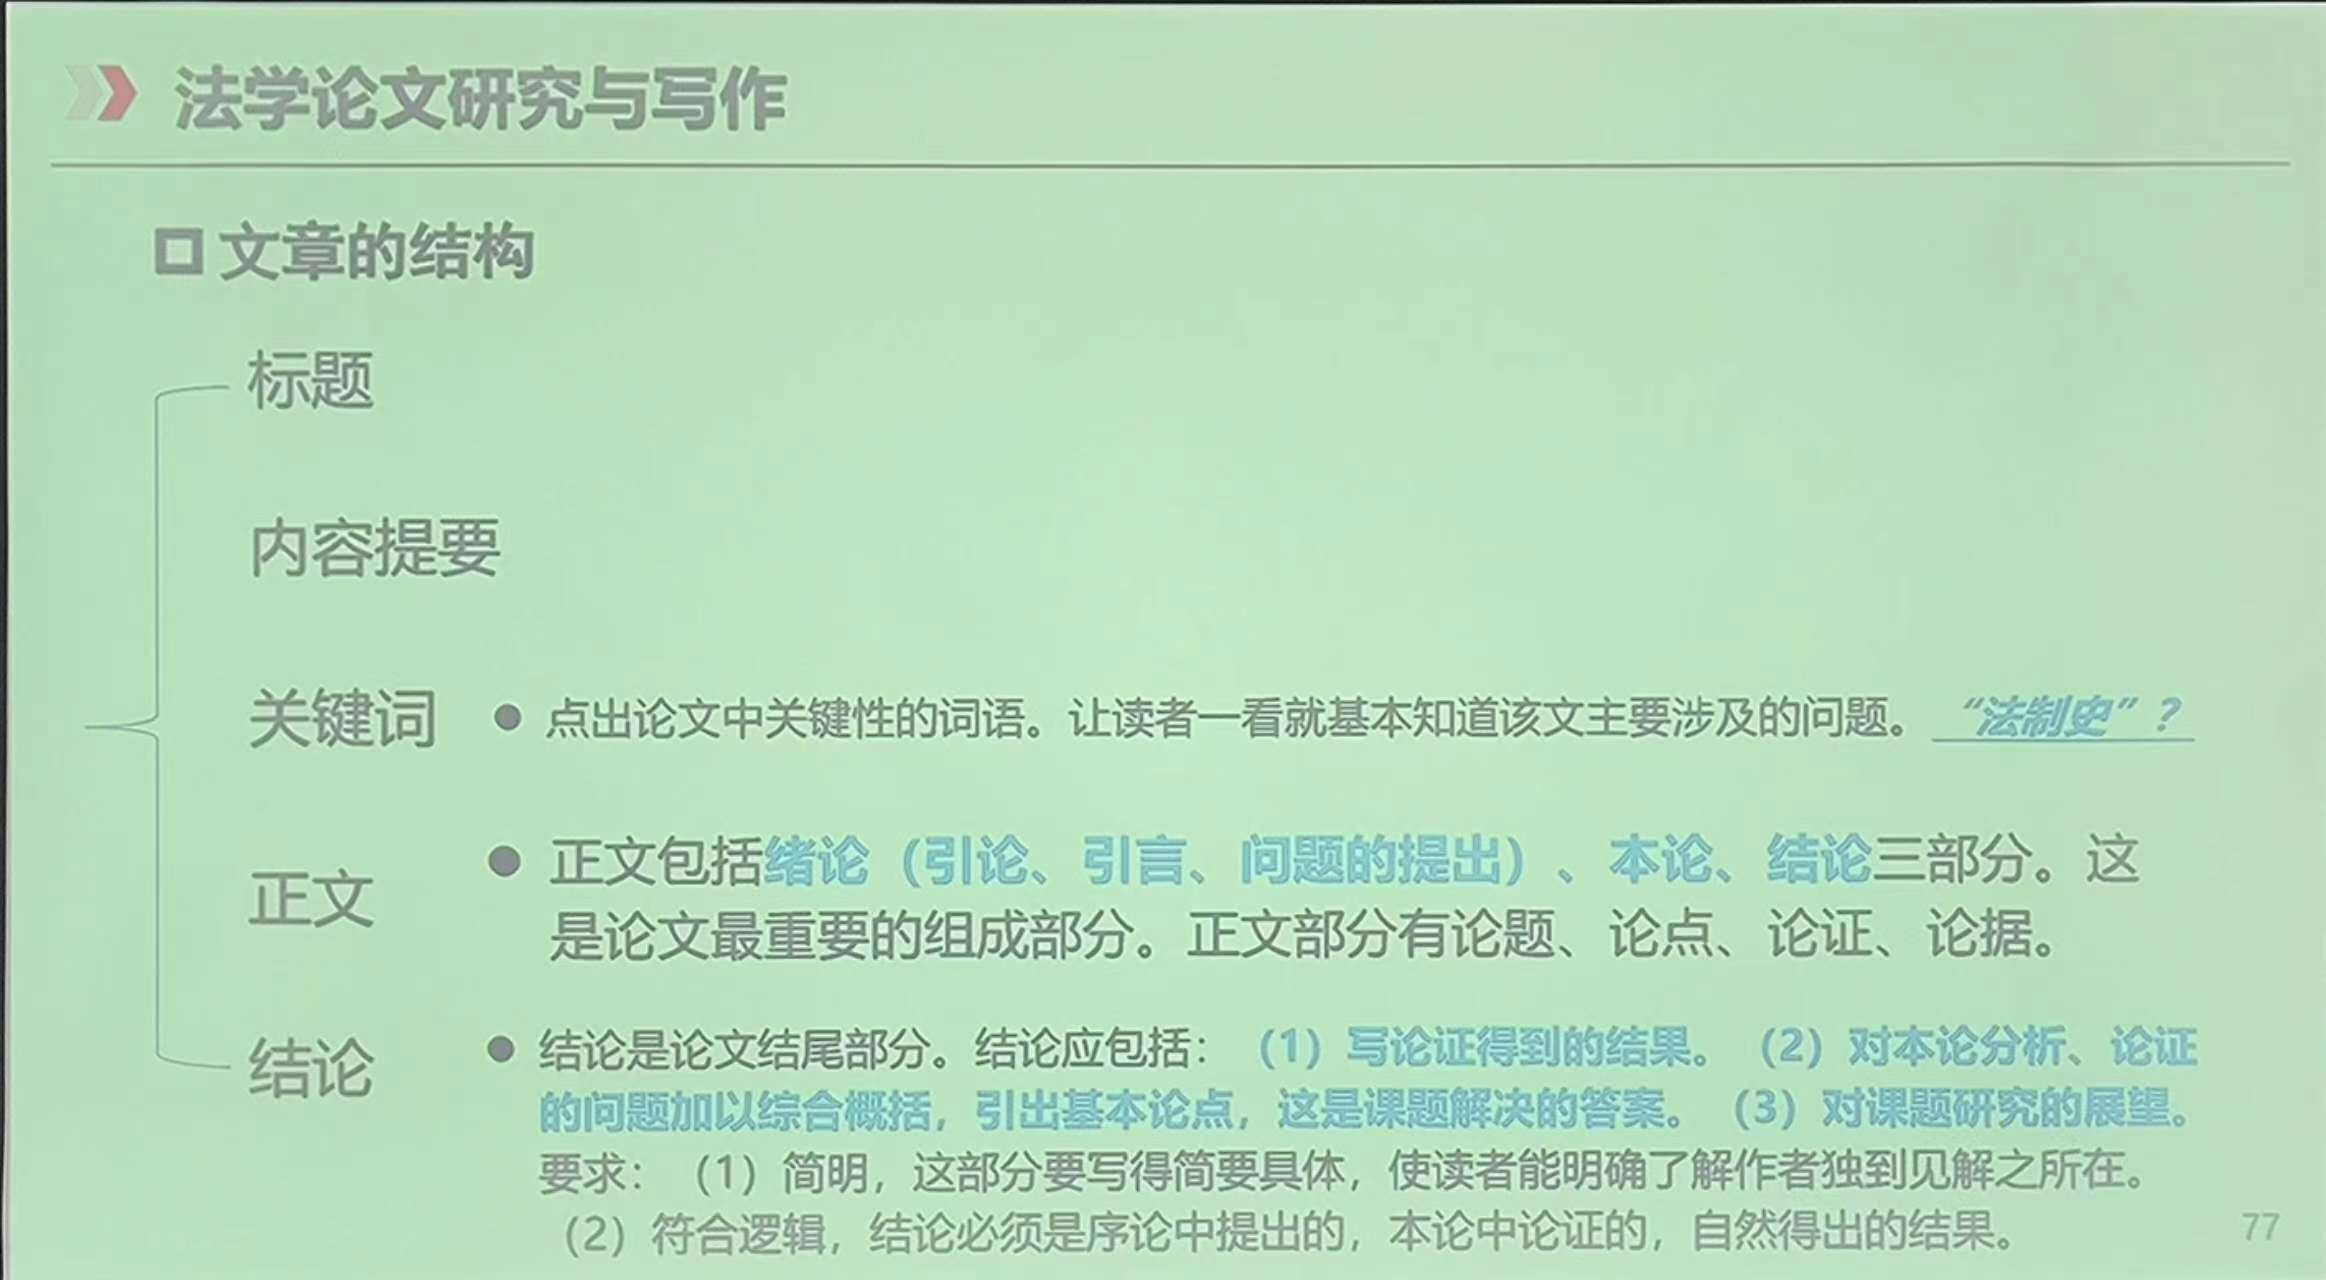 法学论文研究与写作
文章的结构
标题
内容提要
关键词
● 点出论文中关键性的词语。让读者一看就基本知道该文主要涉及的问题。 “法制史”？
正文
● 正文包括绪论（引论、引言、问题的提出）、本论、结论三部分。这
是论文最重要的组成部分。正文部分有论题、论点、论证、论据。
结论
● 结论是论文结尾部分。结论应包括：（1）写论证得到的结果。（2）对本论分析、论证
的问题加以综合概括，引出基本论点，这是课题解决的答案。（3）对课题研究的展望。
要求：（1）简明，这部分要写得简要具体，使读者能明确了解作者独到见解之所在。
（2）符合逻辑，结论必须是序论中提出的，本论中论证的，自然得出的结果。
77